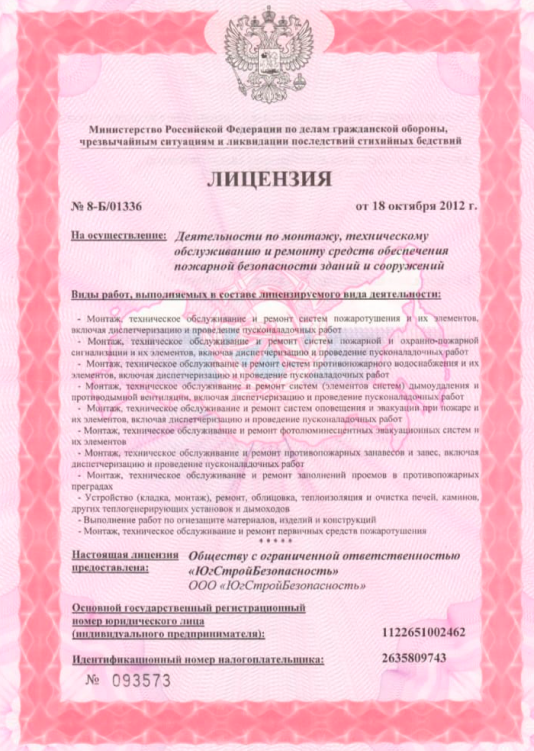 Министерство Российской Федерации по делам гражданской обороны,
чрезвычайным ситуациям и ликвидации последствий стихийных бедствий
ЛИЦЕНЗИЯ
№ 8-Б/01336 от 18 октября 2012 г.
На осуществление: Деятельности по монтажу, техническому
обслуживанию и ремонту средств обеспечения
пожарной безопасности зданий и сооружений
Виды работ, выполняемых в составе лицензируемого вида деятельности:
- Монтаж, техническое обслуживание и ремонт систем пожаротушения и их элементов,
включая диспетчеризацию и проведение пусконаладочных работ
- Монтаж, техническое обслуживание и ремонт систем пожарной и охранно-пожарной
сигнализации и их элементов, включая диспетчеризацию и проведение пусконаладочных работ
- Монтаж, техническое обслуживание и ремонт систем противопожарного водоснабжения и их
элементов, включая диспетчеризацию и проведение пусконаладочных работ
- Монтаж, техническое обслуживание и ремонт систем (элементов систем) дымоудаления и
противодымной вентиляции, включая диспетчеризацию и проведение пусконаладочных работ
- Монтаж, техническое обслуживание и ремонт систем оповещения и эвакуации при пожаре и
их элементов, включая диспетчеризацию и проведение пусконаладочных работ
- Монтаж, техническое обслуживание и ремонт фотолюминесцентных эвакуационных систем и
их элементов
- Монтаж, техническое обслуживание и ремонт противопожарных занавесов и завес, включая
диспетчеризацию и проведение пусконаладочных работ
- Монтаж, техническое обслуживание и ремонт заполнений проемов в противопожарных
преградах
- Устройство (кладка, монтаж), ремонт, облицовка, теплоизоляция и очистка печей, каминов,
других теплогенерирующих установок и дымоходов
- Выполнение работ по огнезащите материалов, изделий и конструкций
- Монтаж, техническое обслуживание и ремонт первичных средств пожаротушения
* * * * *
Настоящая лицензия Обществу с ограниченной ответственностью
предоставлена: «ЮгСтройБезопасность»
ООО «ЮгСтройБезопасность»
Основной государственный регистрационный
номер юридического лица
(индивидуального предпринимателя): 1122651002462
Идентификационный номер налогоплательщика: 2635809743
№ 093573